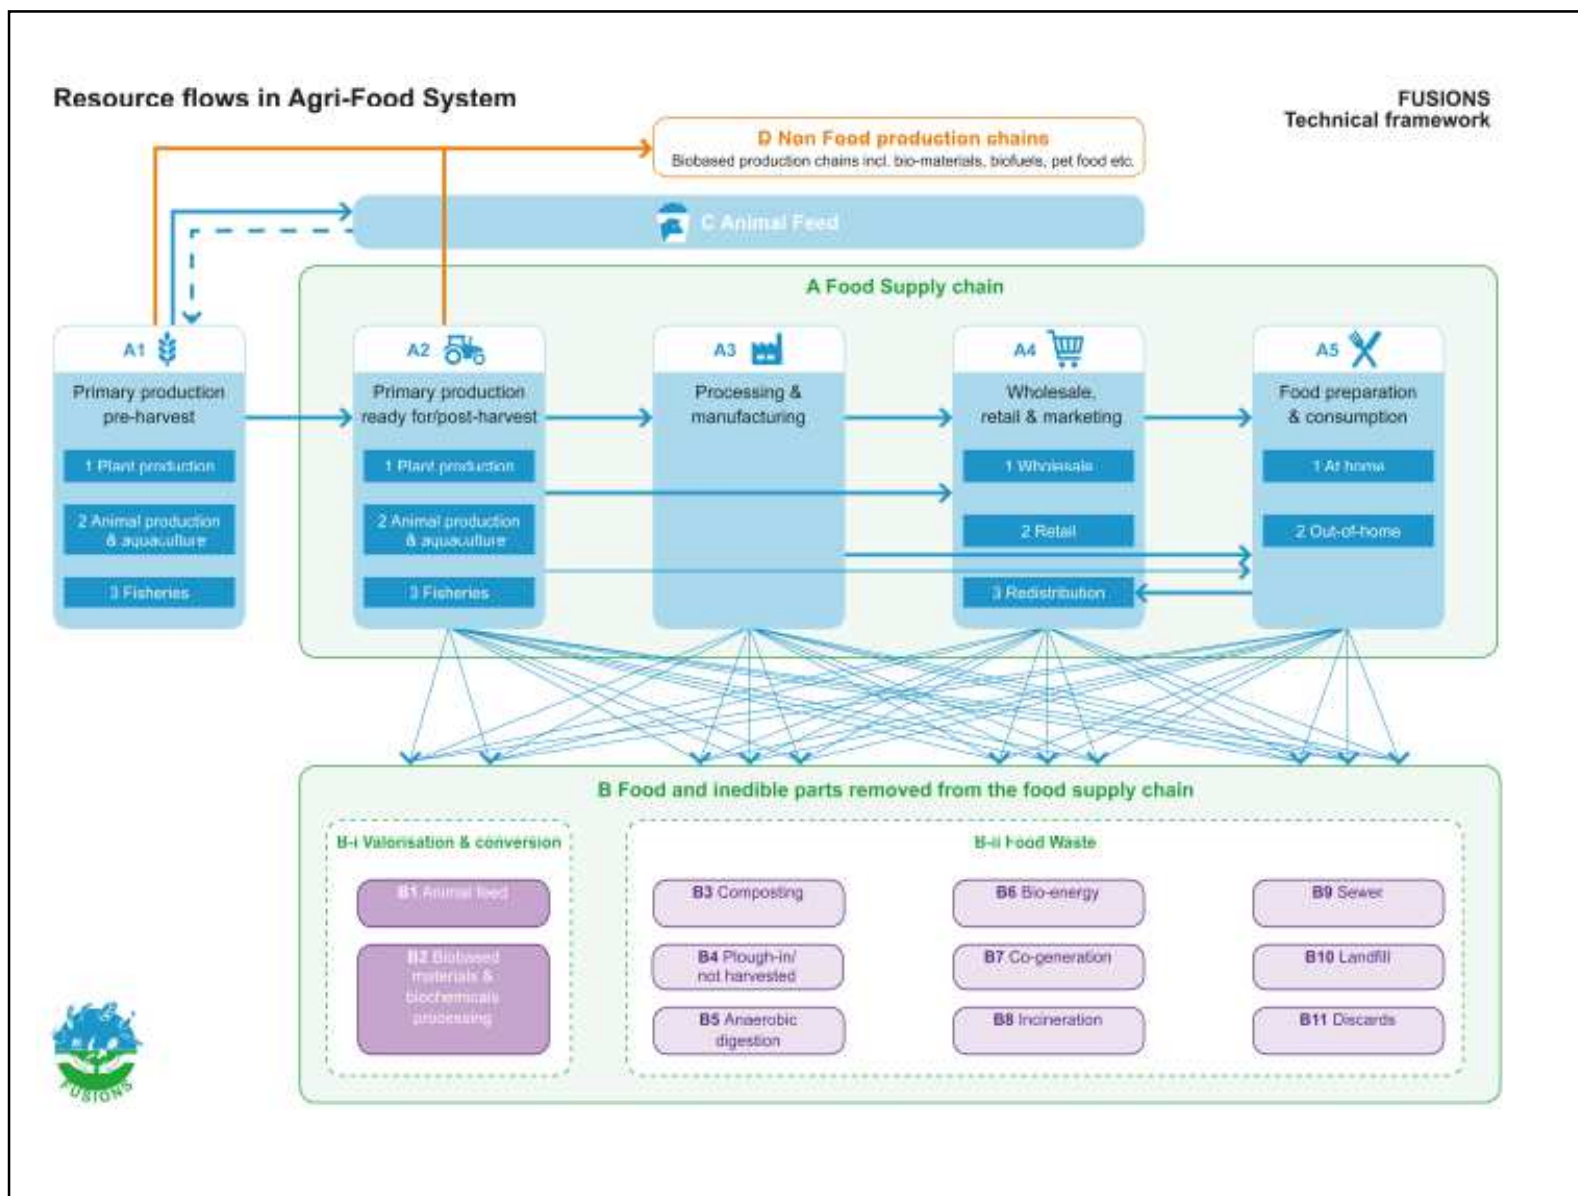 Resource flows in Agri-Food System
FUSIONS
Technical framework
D Non Food production chains
Biobased production chains incl. bio-materials, biofuels, pet food etc.
C Animal Feed
A Food Supply chain
A1
Primary production
pre-harvest
1 Plant production
2 Animal production
& aquaculture
3 Fisheries
A2
Primary production
ready for/post-harvest
1 Plant production
2 Animal production
& aquaculture
3 Fisheries
A3
Processing &
manufacturing
A4
Wholesale,
retail & marketing
1 Wholesale
2 Retail
3 Redistribution
A5
Food preparation
& consumption
1 At home
2 Out-of-home
B Food and inedible parts removed from the food supply chain
B-i Valorisation & conversion
B1 Animal feed
B2 Biobased
materials &
biochemicals
processing
B-ii Food Waste
B3 Composting
B4 Plough-in/
not harvested
B5 Anaerobic
digestion
B6 Bio-energy
B7 Co-generation
B8 Incineration
B9 Sewer
B10 Landfill
B11 Discards
FUSIONS